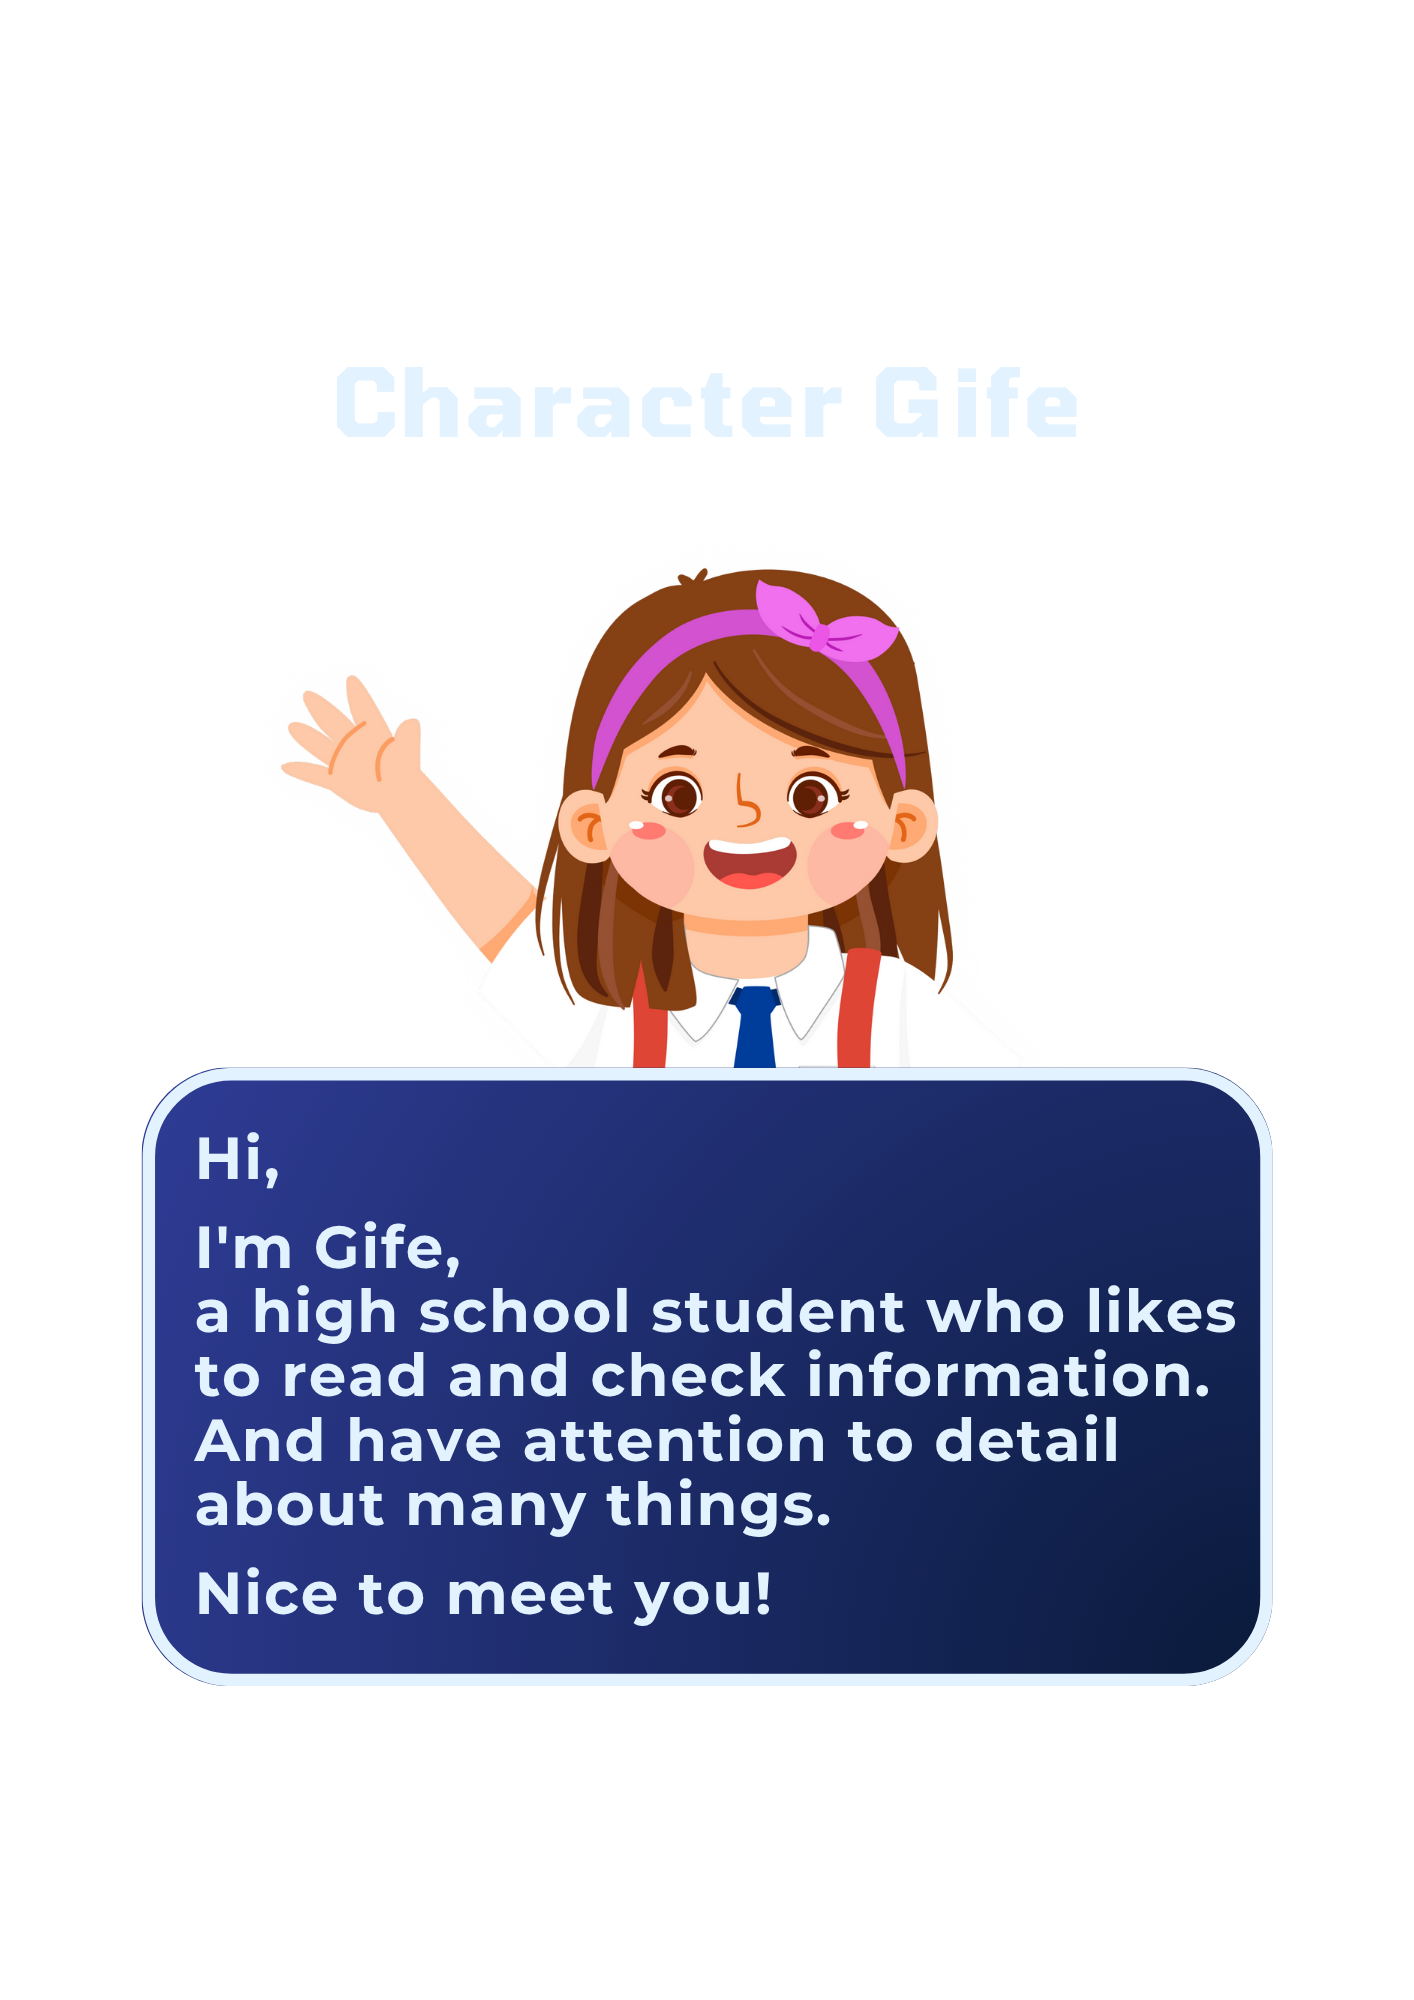 Character Gife
Hi,
I'm Gife,
a high school student who likes
to read and check information.
And have attention to detail
about many things.
Nice to meet you!